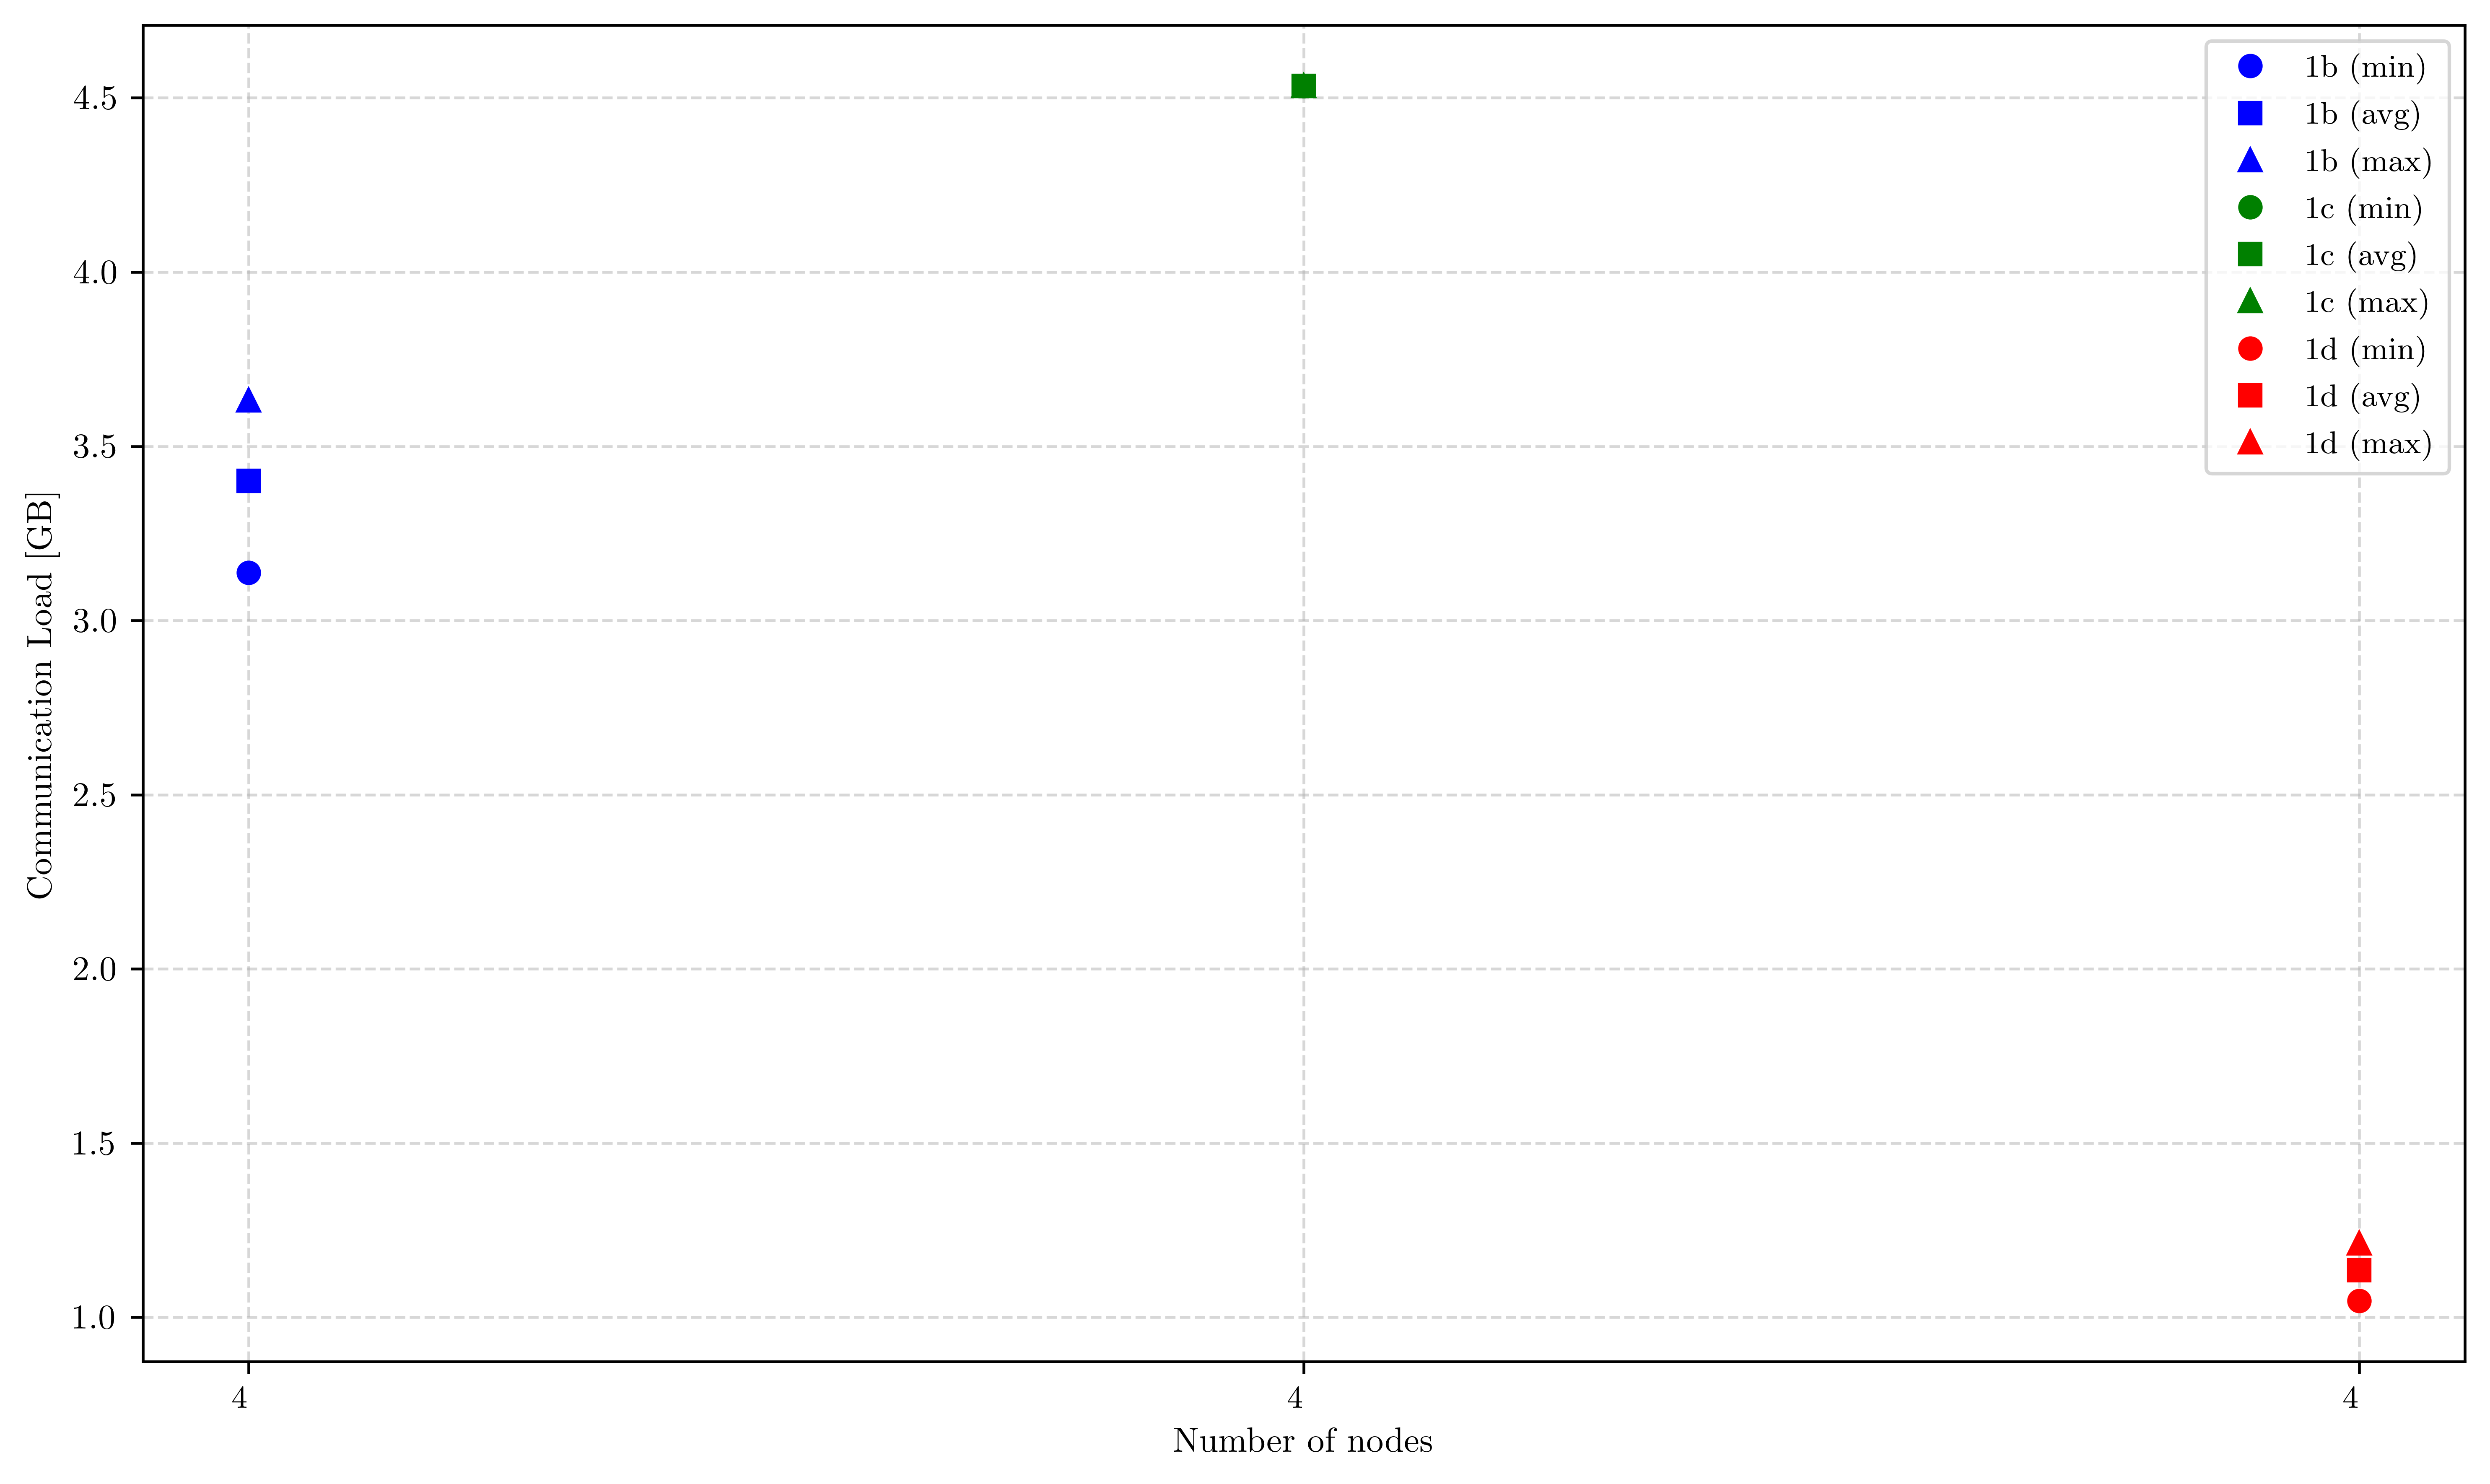 Communication Load [GB]
4.5
4.0
3.5
3.0
2.5
2.0
1.5
1.0
1b (min)
1b (avg)
1b (max)
1c (min)
1c (avg)
1c (max)
1d (min)
1d (avg)
1d (max)
4 4 4
Number of nodes